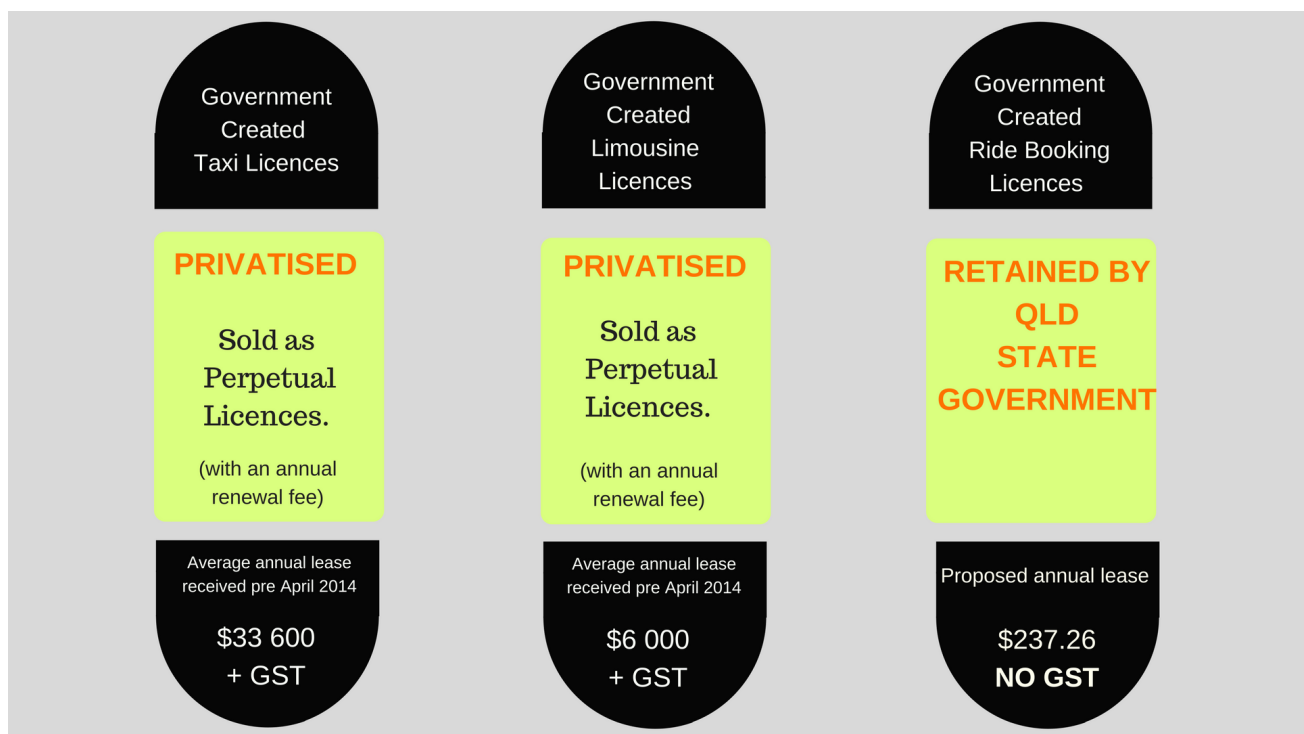 Government
Created
Taxi Licences
PRIVATISED
Sold as
Perpetual
Licences.
(with an annual
renewal fee)
Average annual lease
received pre April 2014
$33 600
+ GST
Government
Created
Limousine
Licences
PRIVATISED
Sold as
Perpetual
Licences.
(with an annual
renewal fee)
Average annual lease
received pre April 2014
$6 000
+ GST
Government
Created
Ride Booking
Licences
RETAINED BY
QLD
STATE
GOVERNMENT
Proposed annual lease
$237.26
NO GST